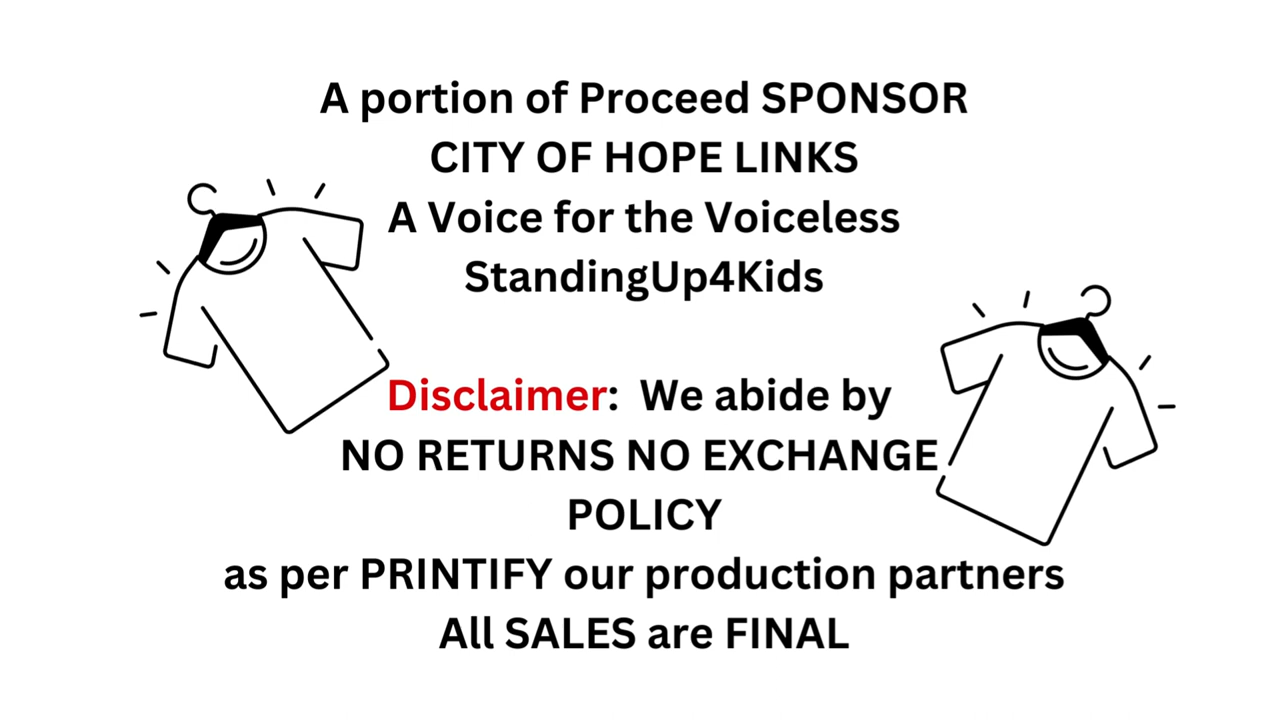 A portion of Proceed SPONSOR
CITY OF HOPE LINKS
A Voice for the Voiceless
StandingUp4Kids
Disclaimer:  We abide by
NO RETURNS NO EXCHANGE
POLICY
as per PRINTIFY our production partners
All SALES are FINAL